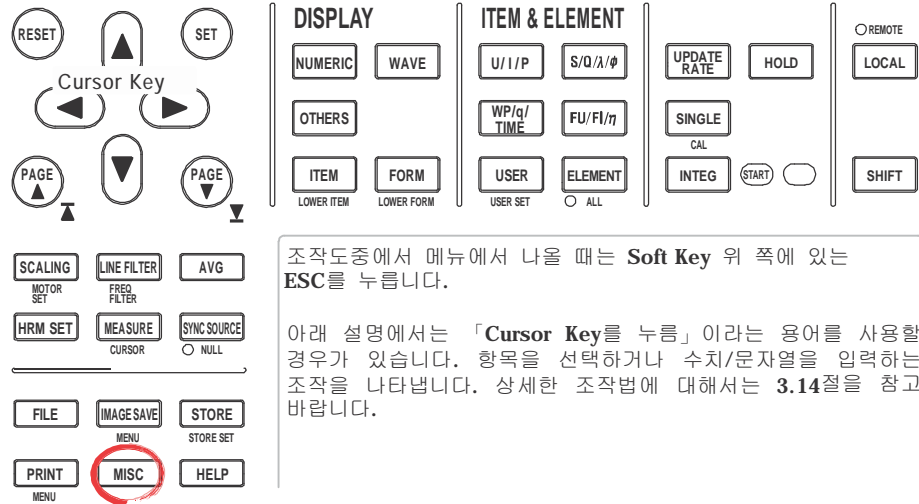 DISPLAY
ITEM & ELEMENT
RESET
SET
REMOTE
NUMERIC
WAVE
U/I/P
S/Q/λ/ϕ
UPDATE RATE
HOLD
LOCAL
Cursor Key
OTHERS
WP/q/TIME
FU/FI/η
SINGLE
CAL
PAGE
PAGE
ITEM
FORM
USER
ELEMENT
INTEG
START
SHIFT
LOWER ITEM
LOWER FORM
USER SET
ALL
SCALING
LINE FILTER
AVG
MOTOR SET
FREQ FILTER
HRM SET
MEASURE
SYNC SOURCE
CURSOR
NULL
FILE
IMAGE SAVE
STORE
MENU
STORE SET
PRINT
MISC
HELP
MENU
조작도중에서 메뉴에서 나올 때는 Soft Key 위 쪽에 있는
ESC를 누릅니다.
아래 설명에서는 「Cursor Key를 누름」이라는 용어를 사용할
경우가 있습니다. 항목을 선택하거나 수치/문자열을 입력하는
조작을 나타냅니다. 상세한 조작법에 대해서는 3.14절을 참고
바랍니다.